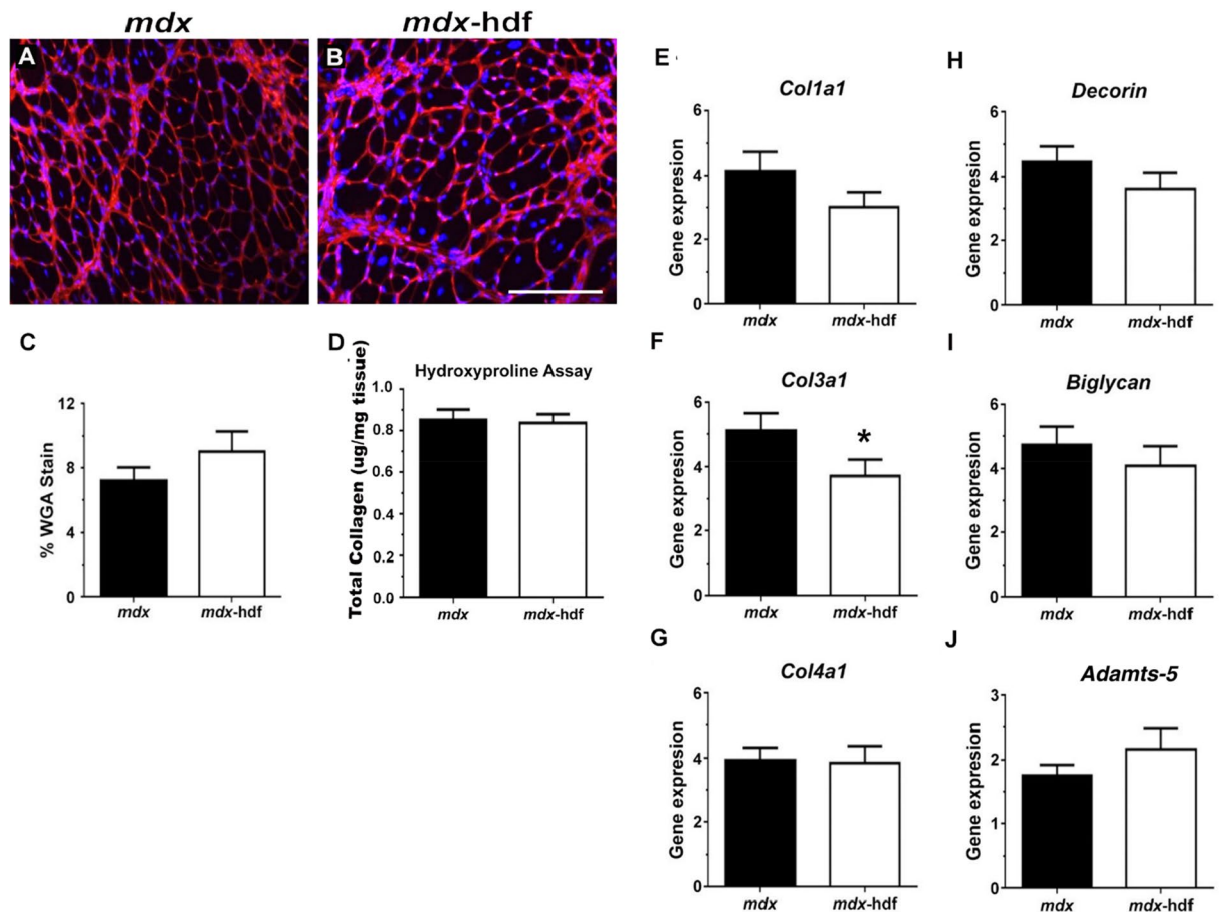 mdx
mdx-hdf
A
B
C
12
8
4
0
% WGA Stain
mdx
mdx-hdf
D
Hydroxyproline Assay
1.0
0.8
0.6
0.4
0.2
0.0
Total Collagen (ug/mg tissue)
mdx
mdx-hdf
E
Col1a1
6
4
2
0
Gene expression
mdx
mdx-hdf
F
Col3a1
*
6
4
2
0
Gene expression
mdx
mdx-hdf
G
Col4a1
6
4
2
0
Gene expression
mdx
mdx-hdf
H
Decorin
6
4
2
0
Gene expression
mdx
mdx-hdf
I
Biglycan
6
4
2
0
Gene expression
mdx
mdx-hdf
J
Adamts-5
3
2
1
0
Gene expression
mdx
mdx-hdf